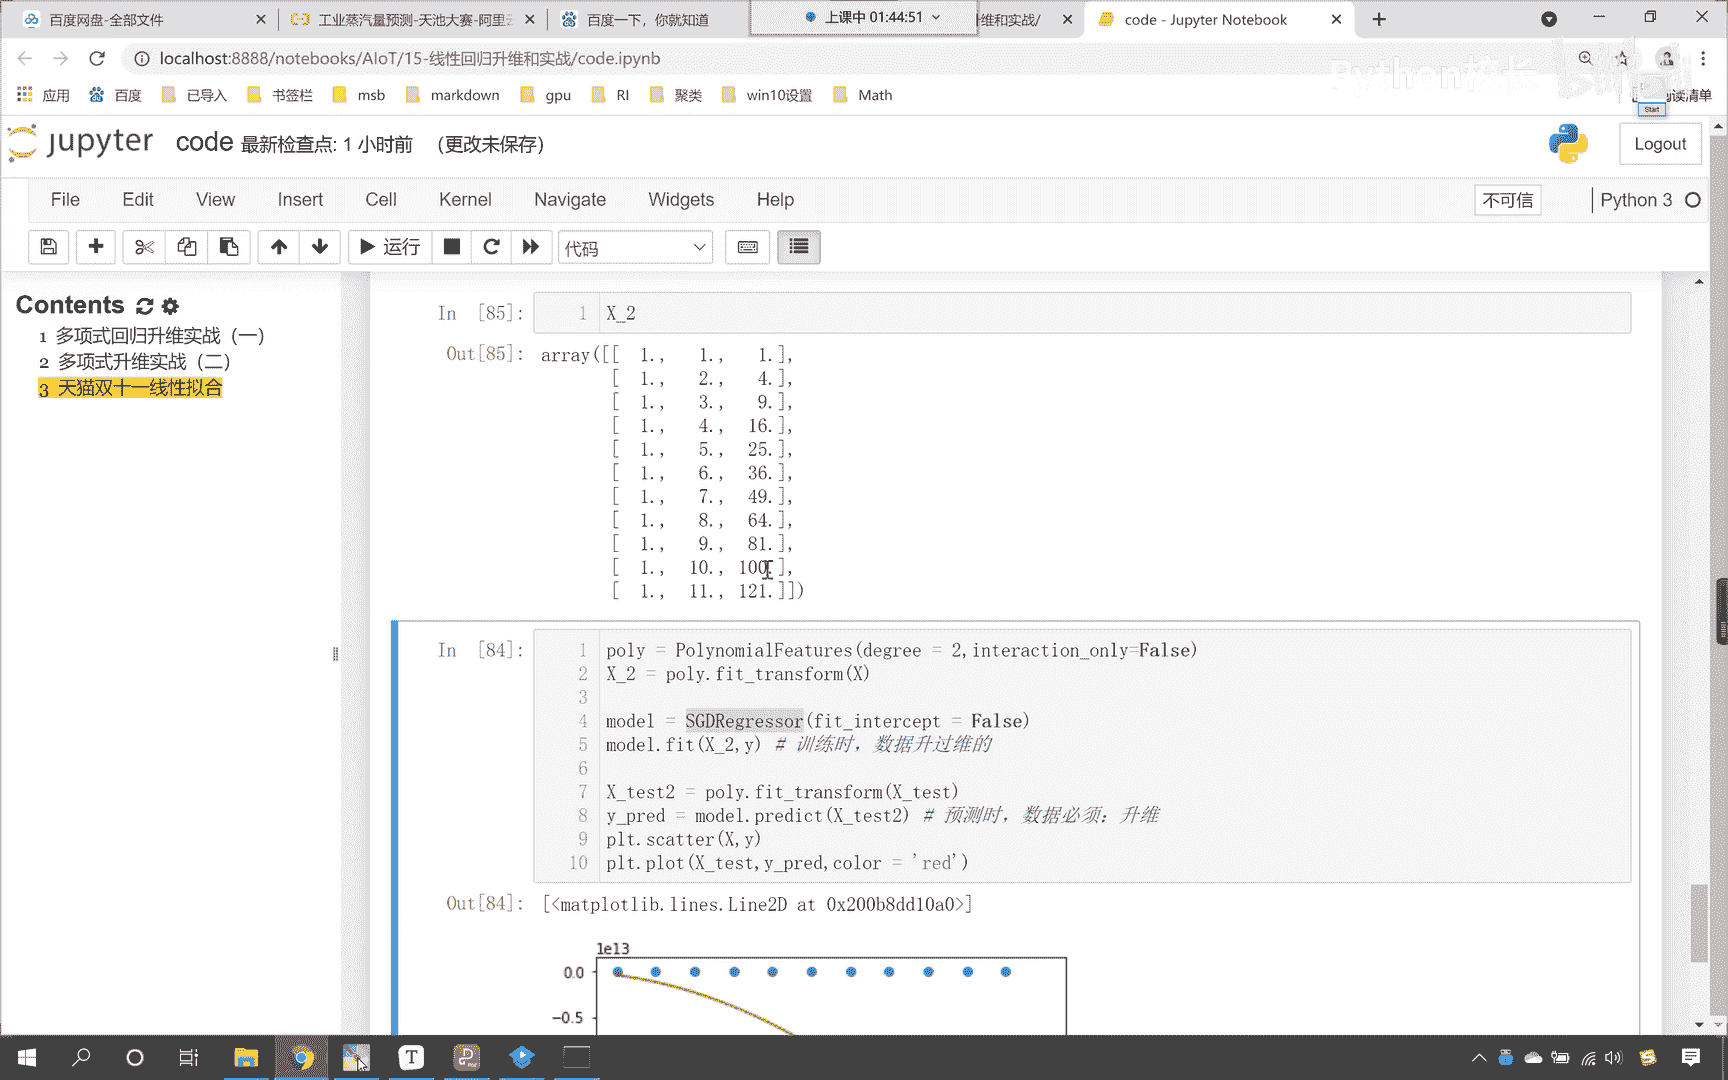 百度网盘-全部文件
工业蒸汽量预测-天池大赛-阿里云
百度一下，你就知道
上课中 01:44:51
维和实战/
code - Jupyter Notebook
localhost:8888/notebooks/AIoT/15-线性回归升维和实战/code.ipynb
应用 百度 已导入 书签栏 msb markdown gpu RI 聚类 win10设置 Math 阅读清单
Start
jupyter code 最新检查点: 1 小时前 (更改未保存)
Logout
File Edit View Insert Cell Kernel Navigate Widgets Help
不可信 Python 3
运行 代码
Contents
1 多项式回归升维实战（一）
2 多项式升维实战（二）
3 天猫双十一线性拟合
In [85]: 1 X_2
Out[85]: array([[ 1., 1., 1.],
[ 1., 2., 4.],
[ 1., 3., 9.],
[ 1., 4., 16.],
[ 1., 5., 25.],
[ 1., 6., 36.],
[ 1., 7., 49.],
[ 1., 8., 64.],
[ 1., 9., 81.],
[ 1., 10., 100.],
[ 1., 11., 121.]])
In [84]: 1 poly = PolynomialFeatures(degree = 2,interaction_only=False)
2 X_2 = poly.fit_transform(X)
3
4 model = SGDRegressor(fit_intercept = False)
5 model.fit(X_2,y) # 训练时，数据升过维的
6
7 X_test2 = poly.fit_transform(X_test)
8 y_pred = model.predict(X_test2) # 预测时，数据必须：升维
9 plt.scatter(X,y)
10 plt.plot(X_test,y_pred,color = 'red')
Out[84]: [<matplotlib.lines.Line2D at 0x200b8dd10a0>]
1e13
0.0
−0.5